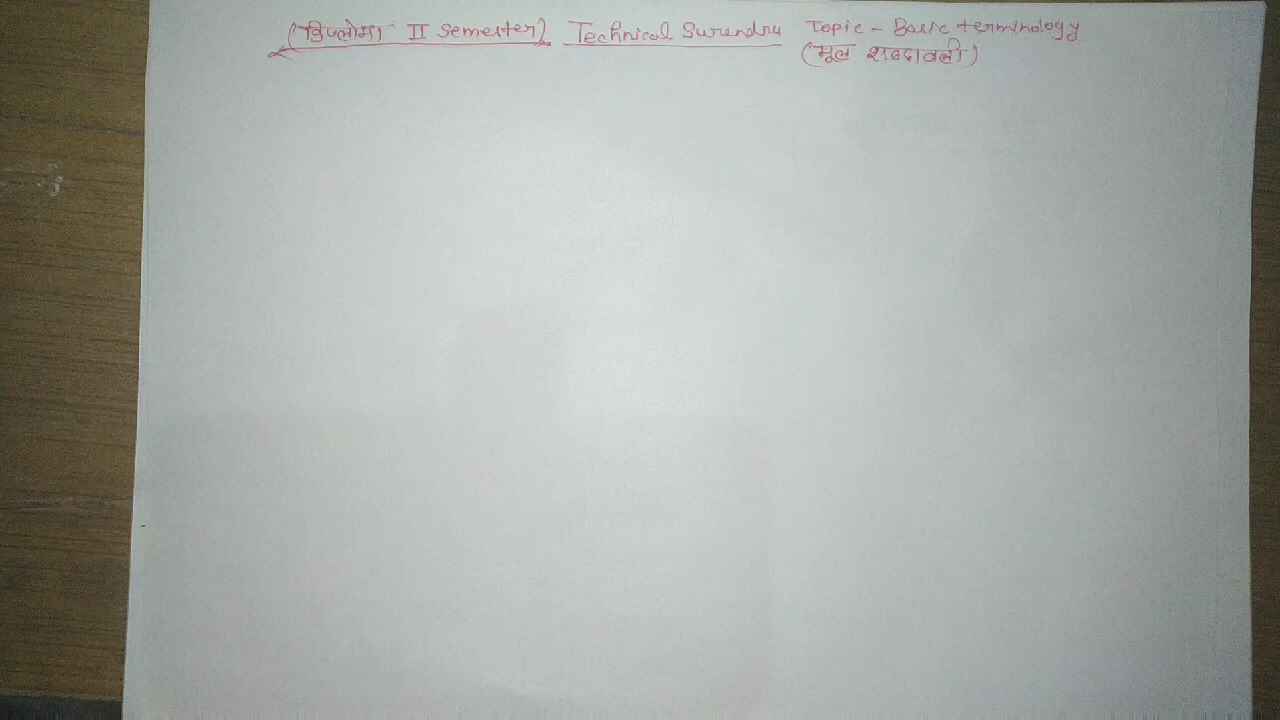 (डिप्लोमा II Semester) Technical Surendra Topic - Basic terminology
(मूल शब्दावली)